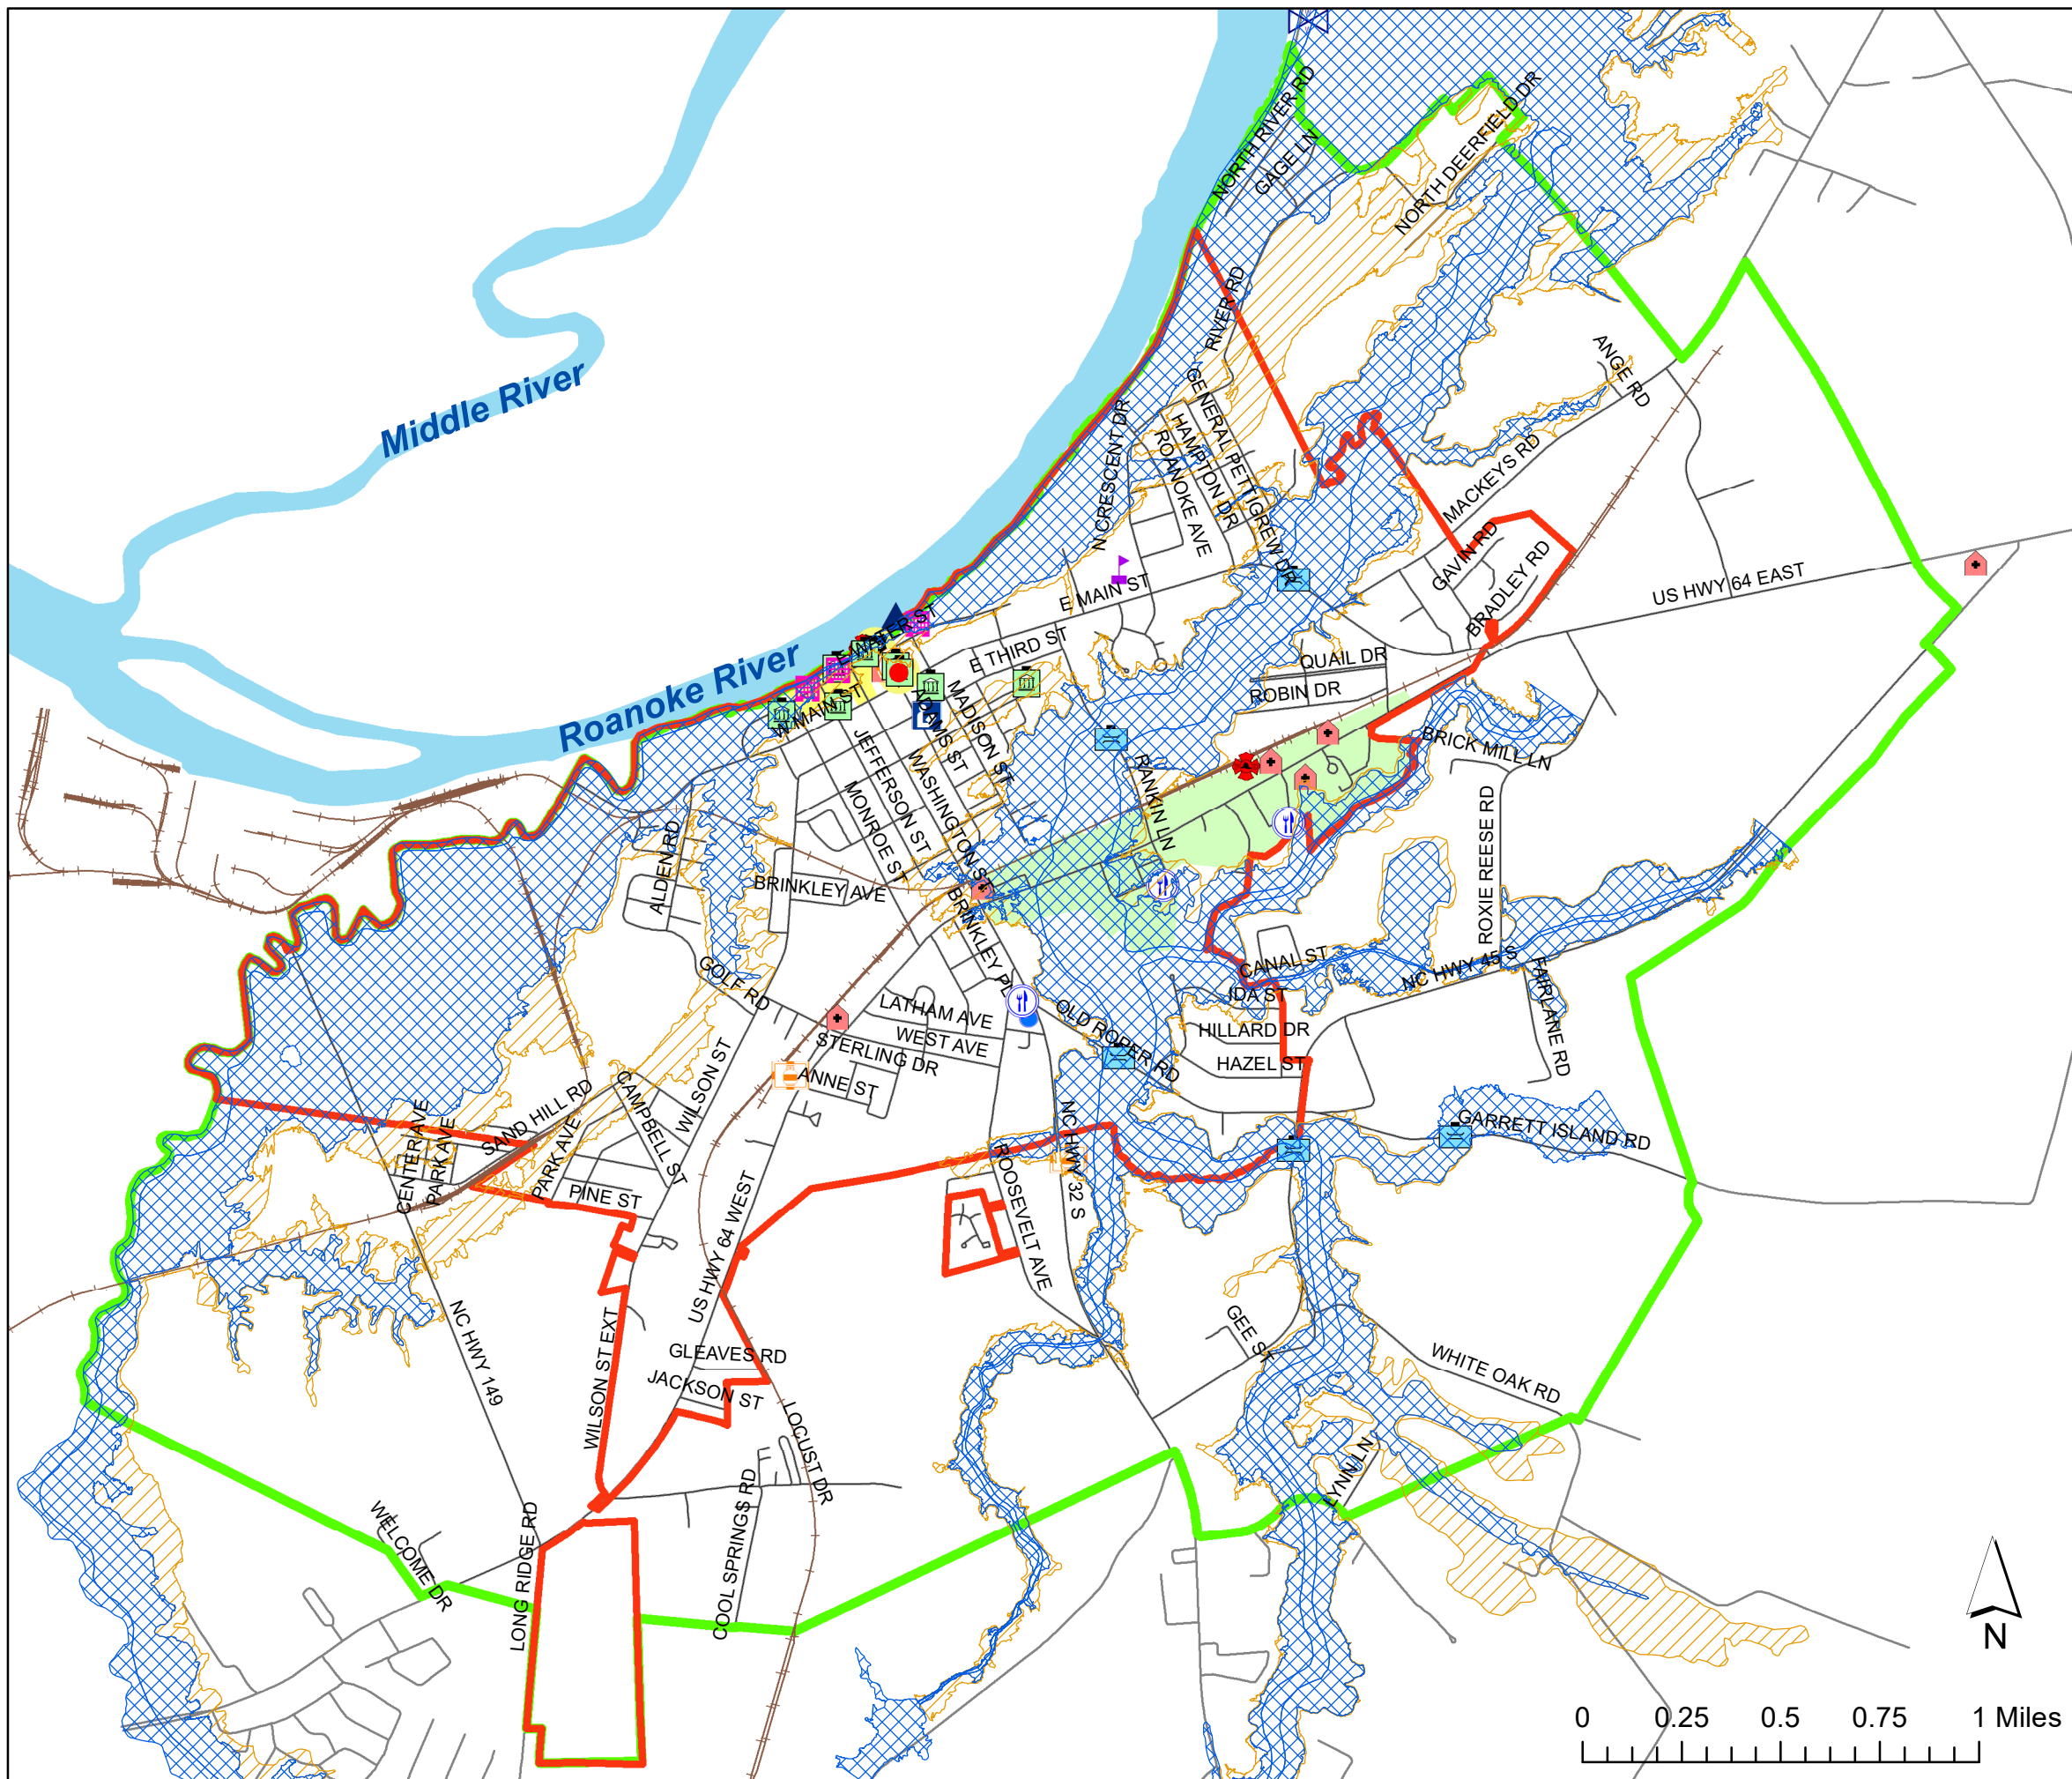 NORTH RIVER RD
GAGE LN
NORTH DEERFIELD DR
RIVER RD
ANGE RD
Middle River
GENERAL PETTIGREW DR
HAMPTON DR
ROANOKE AVE
N CRESCENT DR
MACKEYS RD
GAVIN RD
BRADLEY RD
US HWY 64 EAST
E MAIN ST
E THIRD ST
QUAIL DR
ROBIN DR
Roanoke River
W MAIN ST
ADAMS ST
MADISON ST
JEFFERSON ST
WASHINGTON S
MONROE ST
RANKIN LN
BRICK MILL LN
ALDEN RD
BRINKLEY AVE
BRINKLEY PL
ROXIE REESE RD
GOLF RD
CANAL ST
NC HWY 45 S
FAIRLANE RD
IDA ST
LATHAM AVE
WEST AVE
STERLING DR
OLD ROPER RD
HILLARD DR
HAZEL ST
ANNE ST
WILSON ST
CAMPBELL ST
SAND HILL RD
CENTER AVE
PARK AVE
PARK AVE
PINE ST
NC HWY 32 S
GARRETT ISLAND RD
ROOSEVELT AVE
US HWY 64 WEST
NC HWY 149
WILSON ST EXT
GLEAVES RD
JACKSON ST
GEE ST
WHITE OAK RD
LOCUST DR
LYNN LN
COOL SPRINGS RD
LONG RIDGE RD
WELCOME DR
N
0 0.25 0.5 0.75 1 Miles